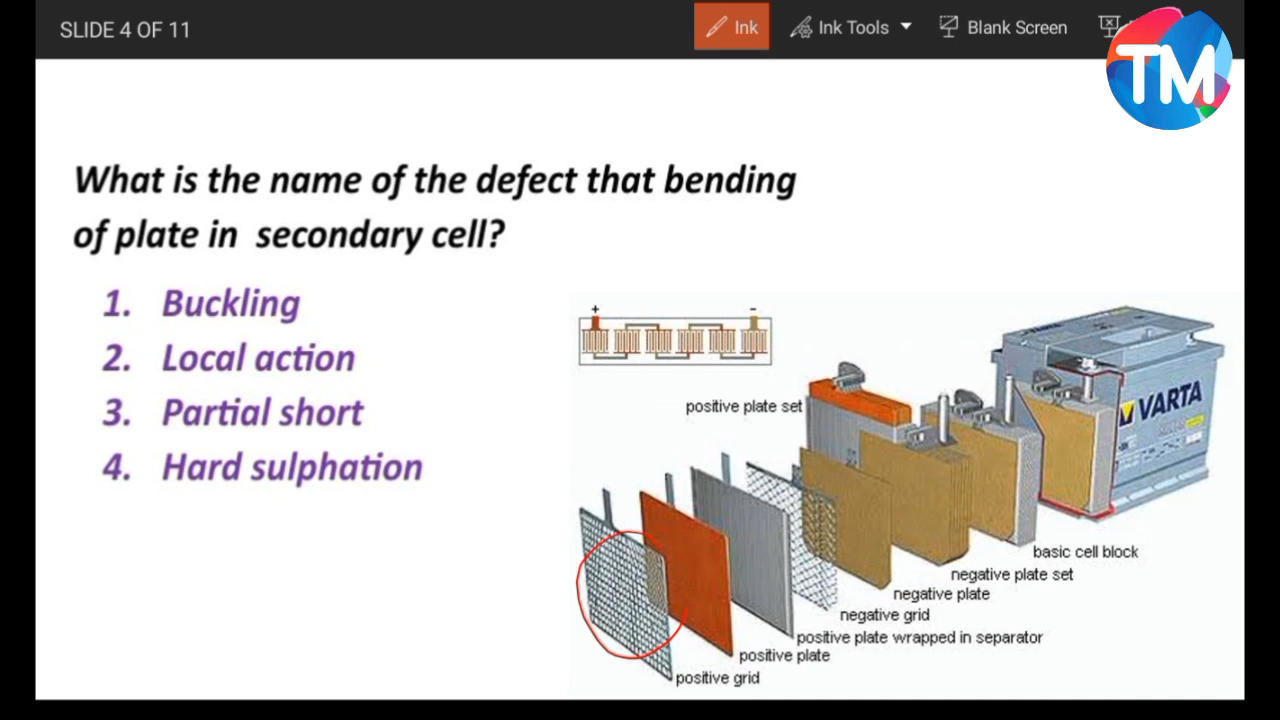 SLIDE 4 OF 11
Ink
Ink Tools
Blank Screen
TM
What is the name of the defect that bending
of plate in secondary cell?
1. Buckling
2. Local action
3. Partial short
4. Hard sulphation
+ -
positive plate set
VARTA
basic cell block
negative plate set
negative plate
negative grid
positive plate wrapped in separator
positive plate
positive grid